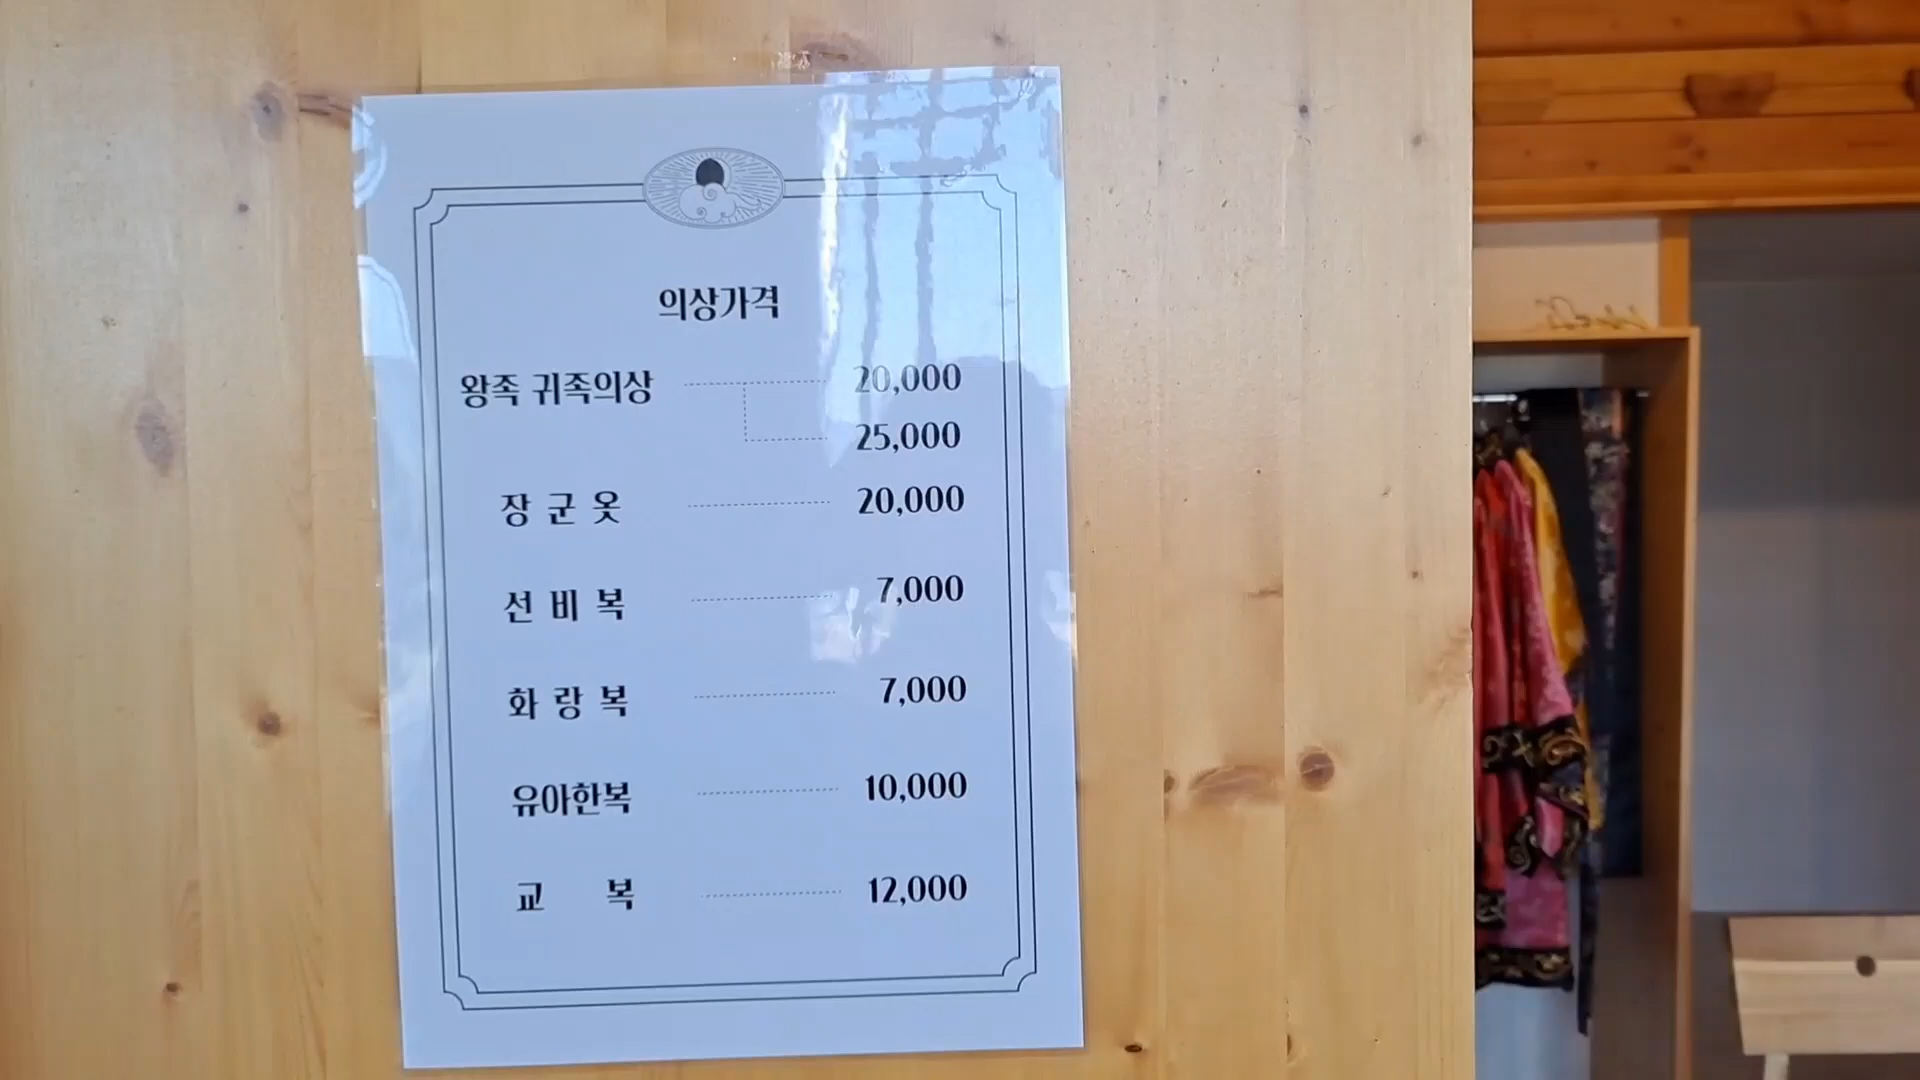 의상가격
왕족 귀족의상 20,000
25,000
장 군 옷 20,000
선 비 복 7,000
화 랑 복 7,000
유아한복 10,000
교 복 12,000